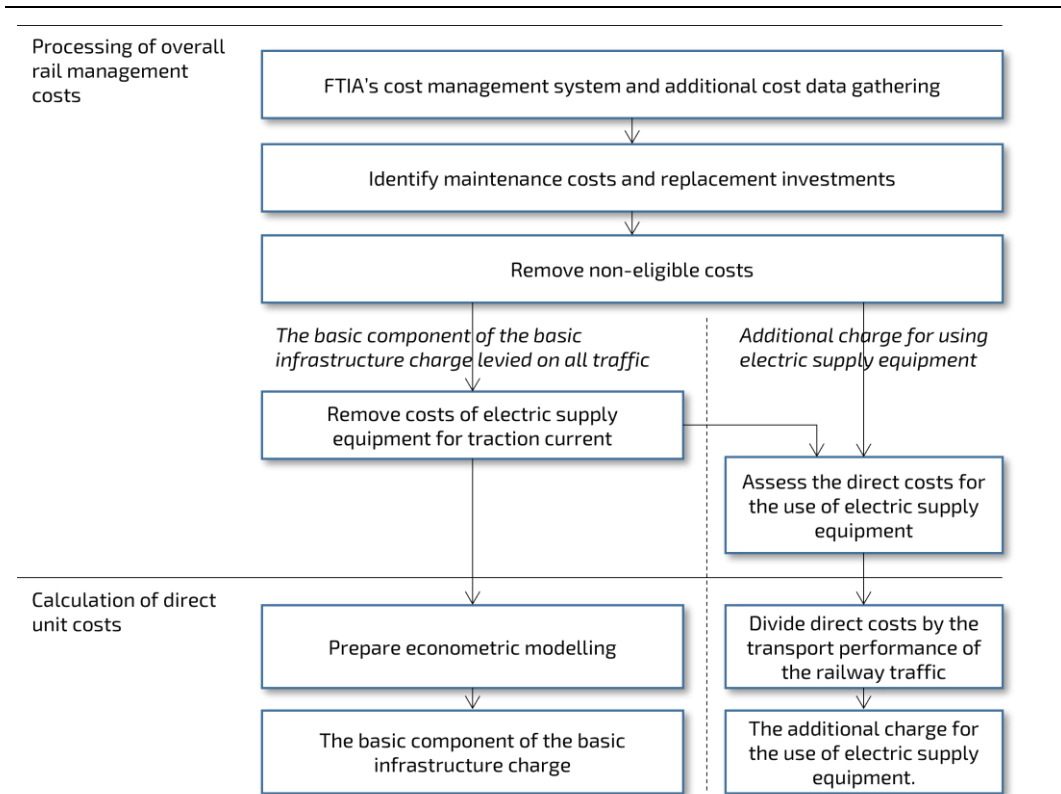 Processing of overall
rail management
costs
FTIA's cost management system and additional cost data gathering
Identify maintenance costs and replacement investments
Remove non-eligible costs
The basic component of the basic
infrastructure charge levied on all traffic
Additional charge for using
electric supply equipment
Remove costs of electric supply
equipment for traction current
Assess the direct costs for
the use of electric supply
equipment
Calculation of direct
unit costs
Prepare econometric modelling
Divide direct costs by the
transport performance of
the railway traffic
The basic component of the basic
infrastructure charge
The additional charge for
the use of electric supply
equipment.